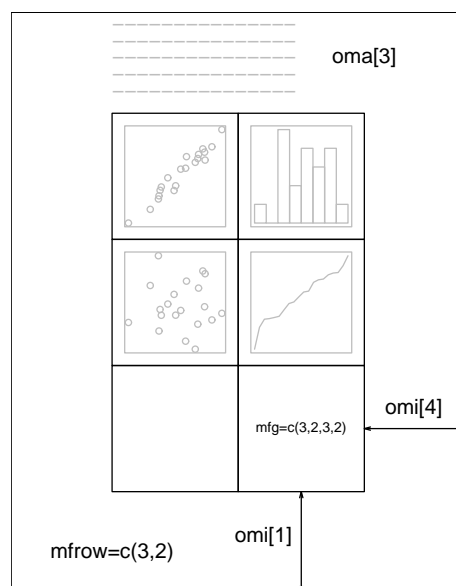 oma[3]
mfg=c(3,2,3,2)
omi[4]
omi[1]
mfrow=c(3,2)